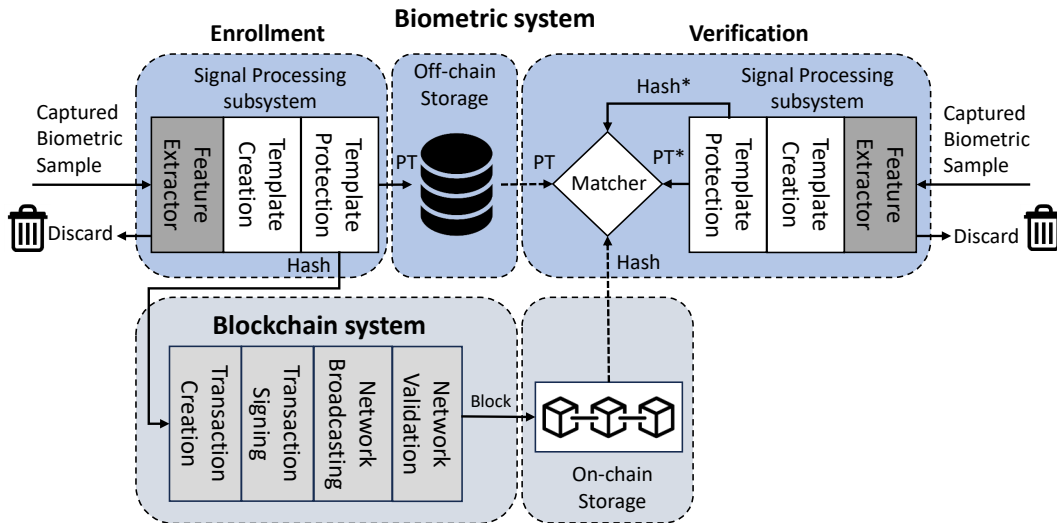 Biometric system
Enrollment
Verification
Signal Processing
subsystem
Off-chain
Storage
Signal Processing
subsystem
Captured
Biometric
Sample
Feature
Extractor
Template
Creation
Template
Protection
PT
PT
Hash*
Matcher
PT*
Template
Protection
Template
Creation
Feature
Extractor
Captured
Biometric
Sample
Discard
Discard
Hash
Hash
Blockchain system
Transaction
Creation
Transaction
Signing
Network
Broadcasting
Network
Validation
Block
On-chain
Storage